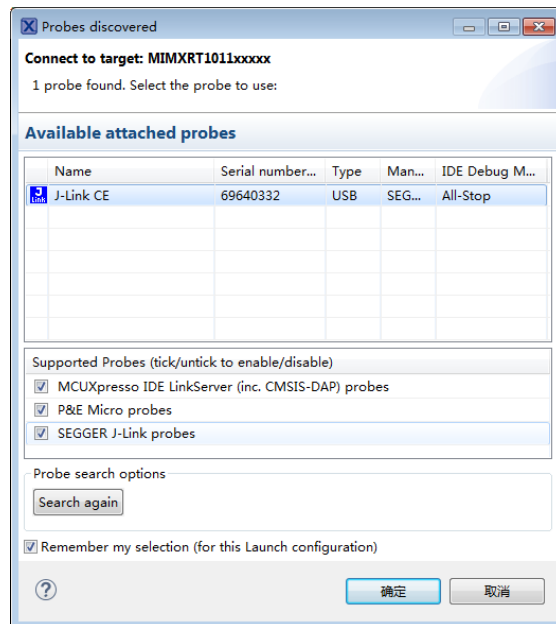 Probes discovered
Connect to target: MIMXRT1011xxxxx
1 probe found. Select the probe to use:
Available attached probes
Name Serial number... Type Man... IDE Debug M...
J Link J-Link CE 69640332 USB SEG... All-Stop
Supported Probes (tick/untick to enable/disable)
MCUXpresso IDE LinkServer (inc. CMSIS-DAP) probes
P&E Micro probes
SEGGER J-Link probes
Probe search options
Search again
Remember my selection (for this Launch configuration)
? 确定 取消